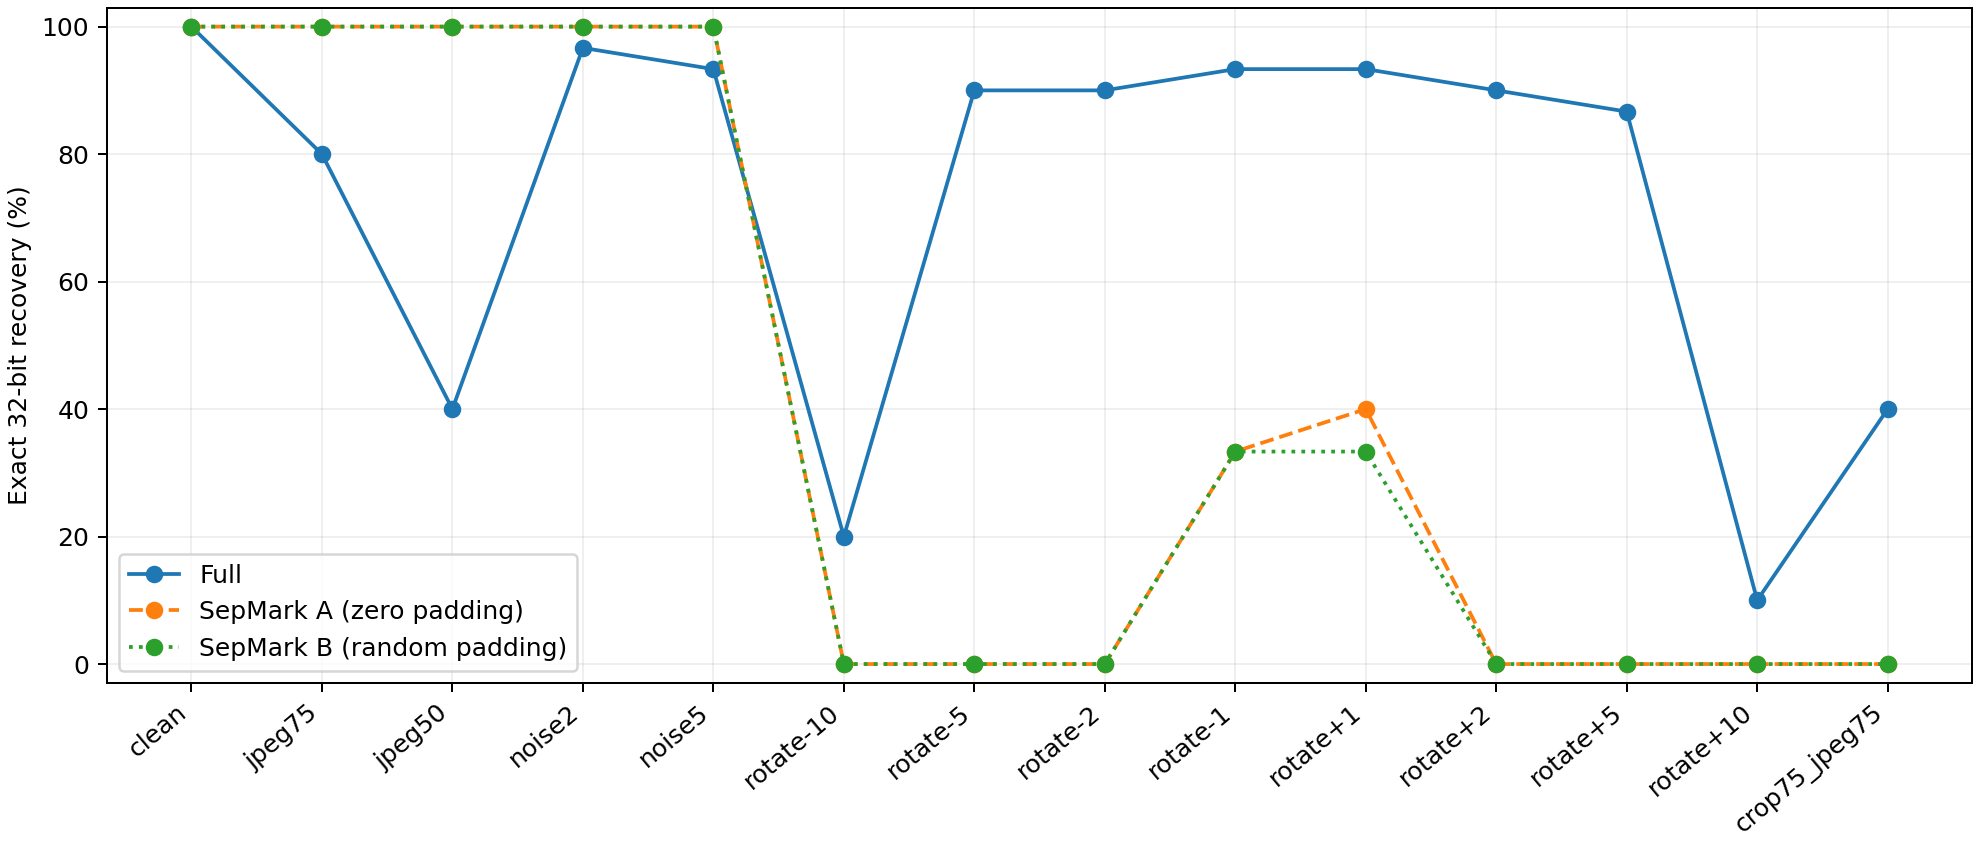 Exact 32-bit recovery (%)
100
80
60
40
20
0
Full
SepMark A (zero padding)
SepMark B (random padding)
clean
jpeg75
jpeg50
noise2
noise5
rotate-10
rotate-5
rotate-2
rotate-1
rotate+1
rotate+2
rotate+5
rotate+10
crop75_jpeg75